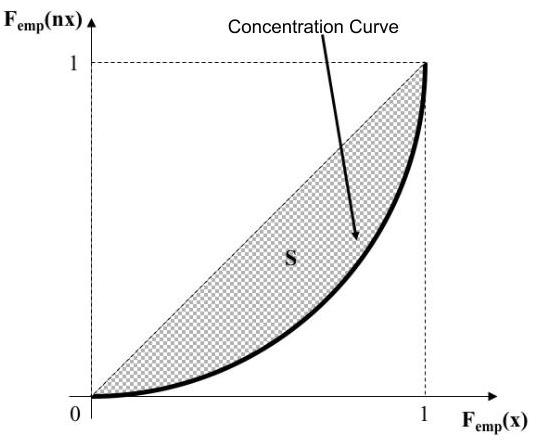 F_emp(nx)
Concentration Curve
1
S
0
1
F_emp(x)